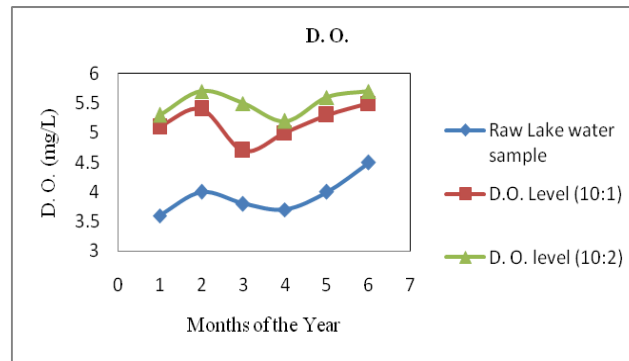 D. O.
D. O. (mg/L)
6
5.5
5
4.5
4
3.5
3
0 1 2 3 4 5 6 7
Months of the Year
Raw Lake water
sample
D.O. Level (10:1)
D. O. level (10:2)